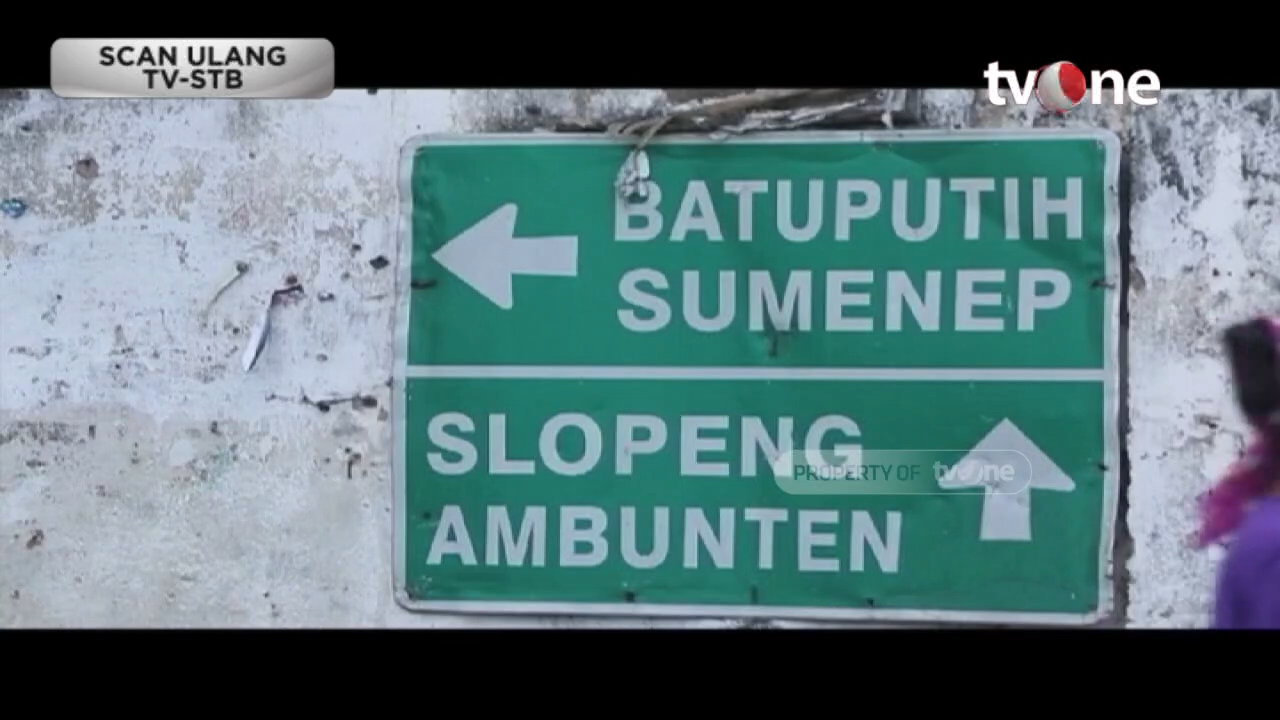 SCAN ULANG
TV-STB
tvOne
BATUPUTIH
SUMENEP
SLOPENG
PROPERTY OF tvOne
AMBUNTEN